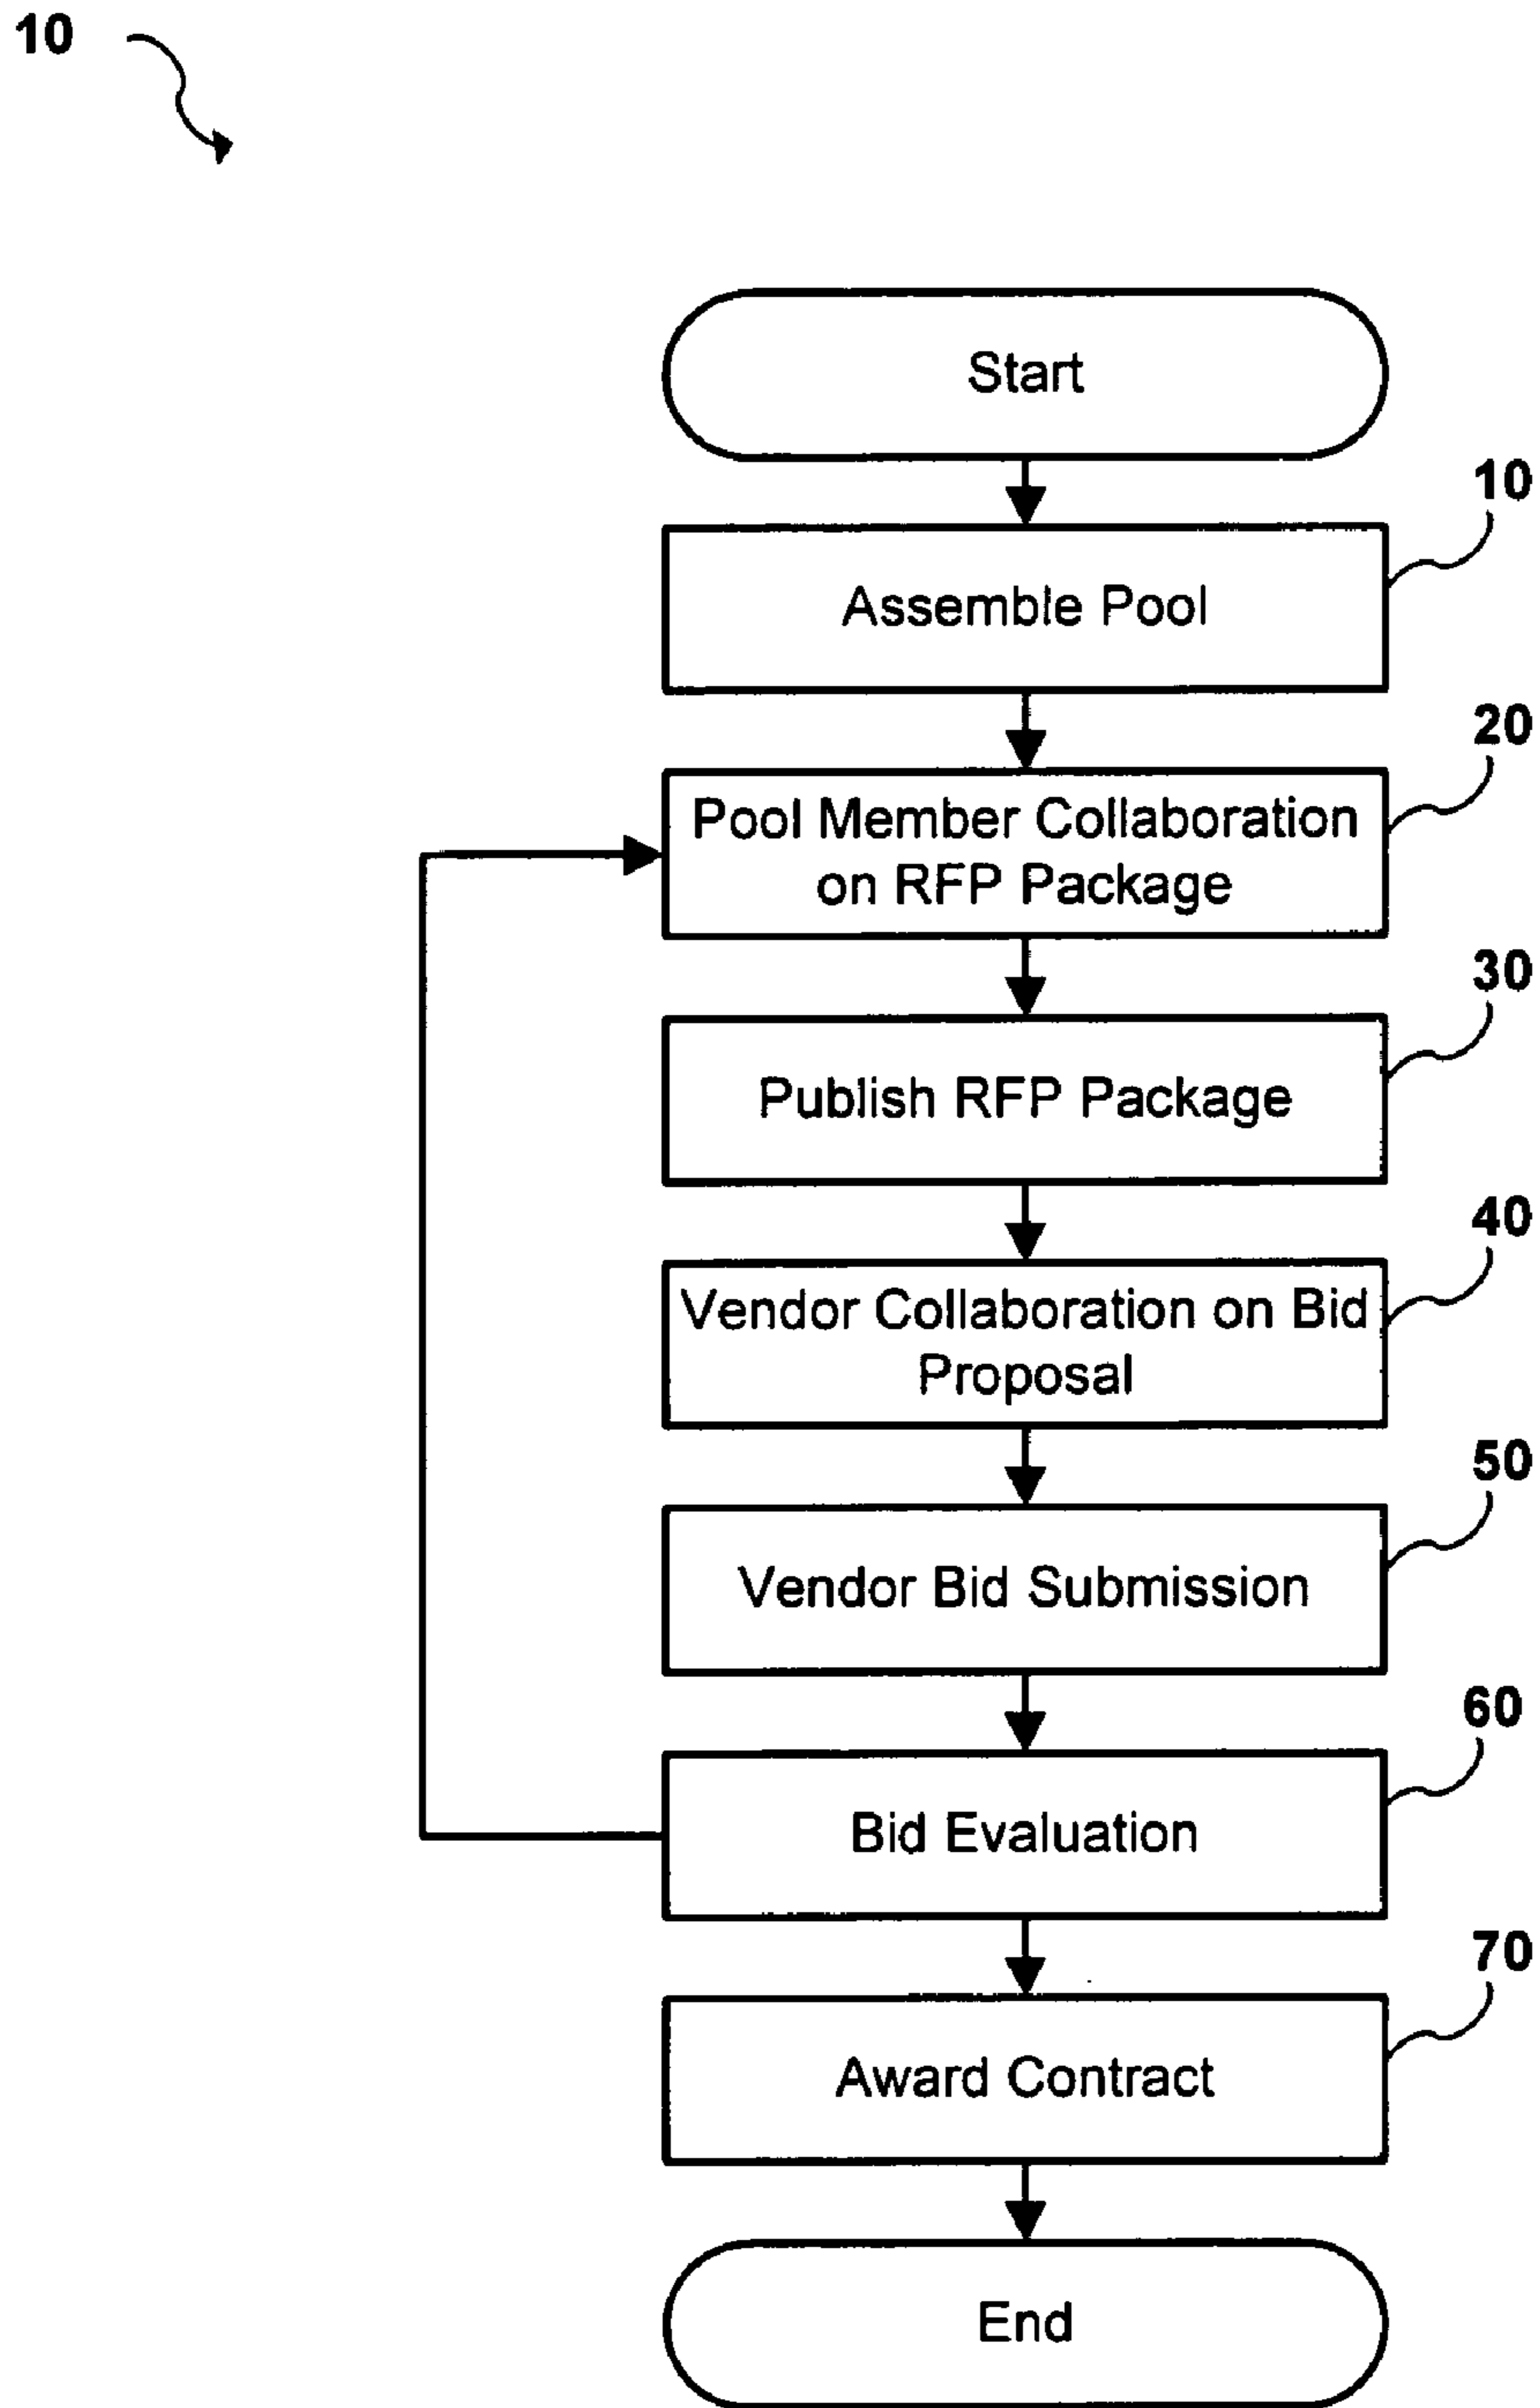 10
Start
10
Assemble Pool
20
Pool Member Collaboration
on RFP Package
30
Publish RFP Package
40
Vendor Collaboration on Bid
Proposal
50
Vendor Bid Submission
60
Bid Evaluation
70
Award Contract
End